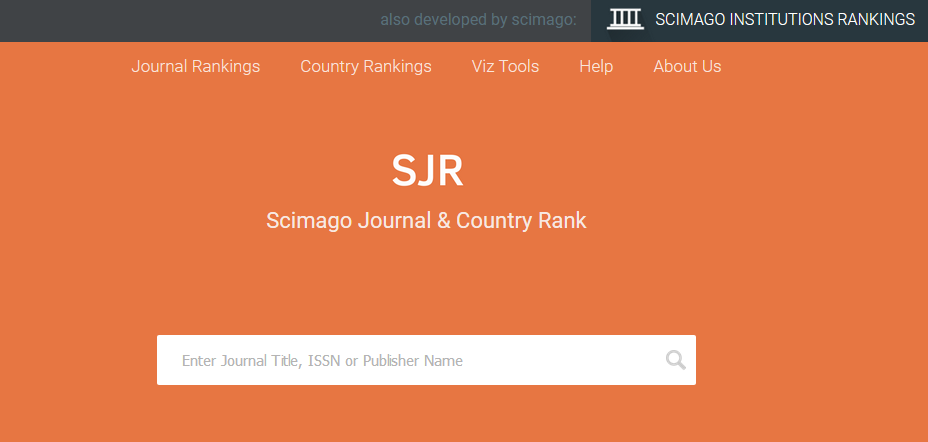 also developed by scimago: SCIMAGO INSTITUTIONS RANKINGS
Journal Rankings Country Rankings Viz Tools Help About Us
SJR
Scimago Journal & Country Rank
Enter Journal Title, ISSN or Publisher Name